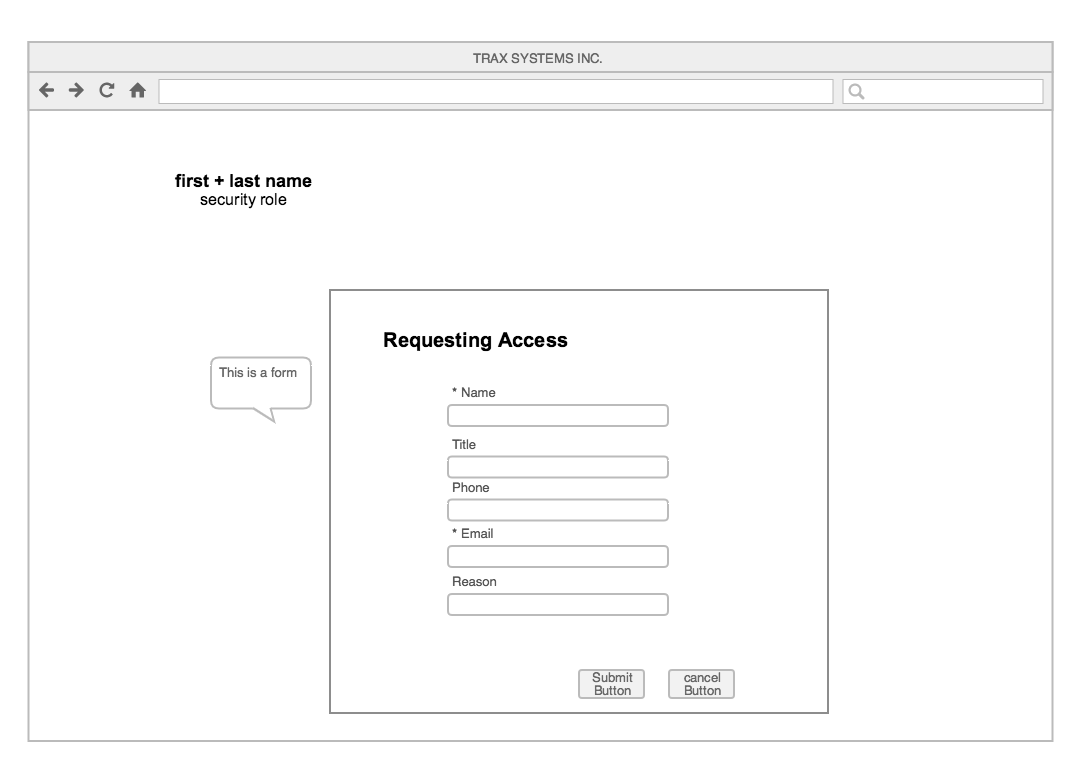 TRAX SYSTEMS INC.
first + last name
security role
Requesting Access
This is a form
* Name
Title
Phone
* Email
Reason
Submit
Button
cancel
Button